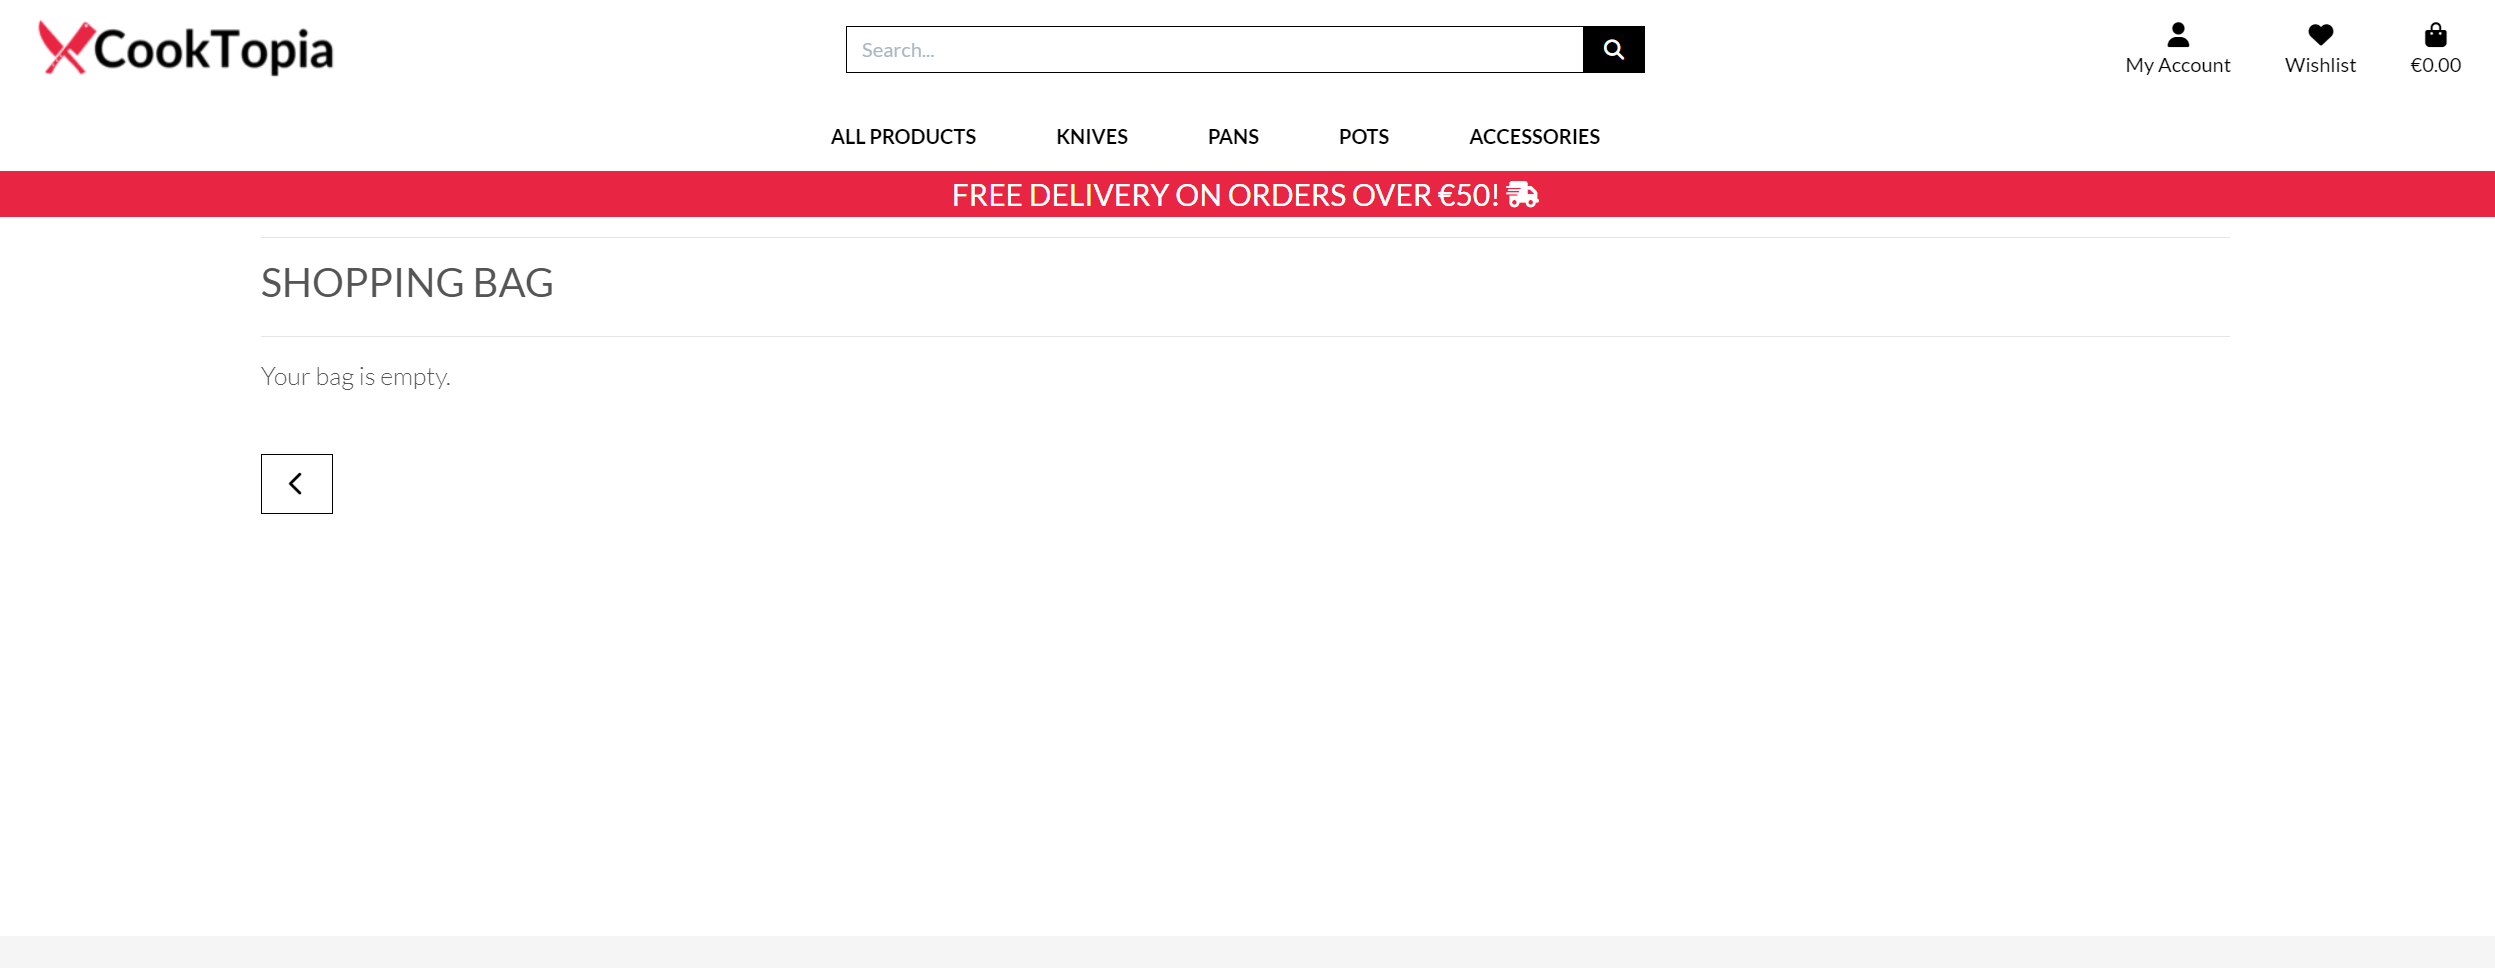 CookTopia
Search...
My Account
Wishlist
€0.00
ALL PRODUCTS
KNIVES
PANS
POTS
ACCESSORIES
FREE DELIVERY ON ORDERS OVER €50!
SHOPPING BAG
Your bag is empty.